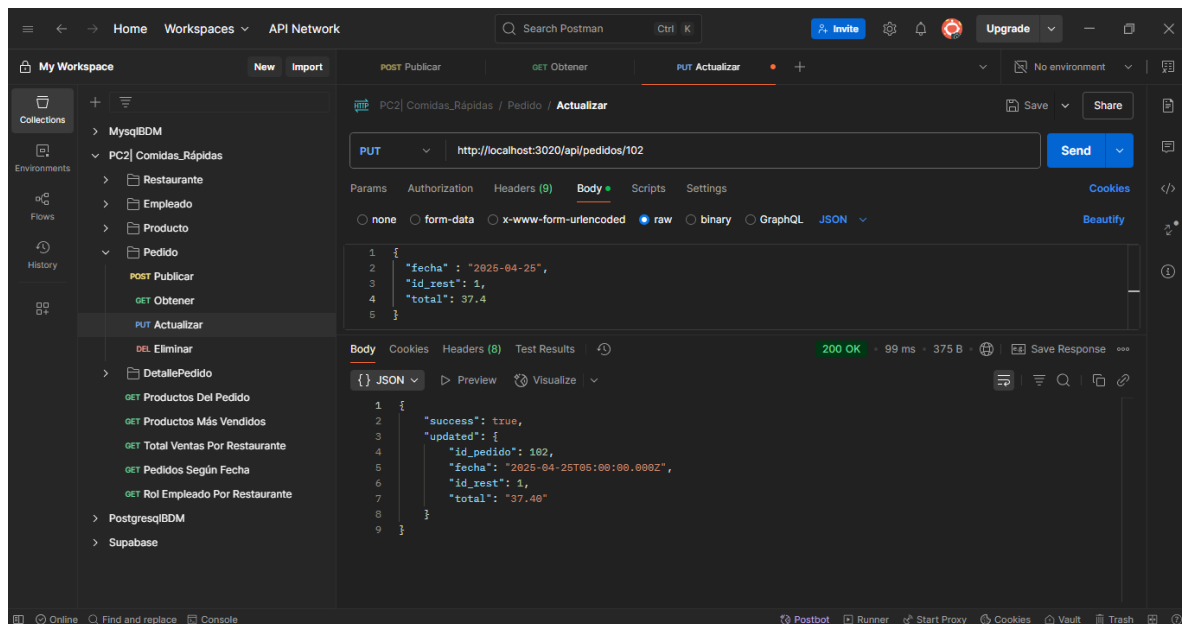 Home Workspaces API Network Search Postman Ctrl K Invite Upgrade
My Workspace New Import POST Publicar GET Obtener PUT Actualizar No environment
Collections
Environments
Flows
History
MysqlBDM
PC2| Comidas_Rápidas
Restaurante
Empleado
Producto
Pedido
POST Publicar
GET Obtener
PUT Actualizar
DEL Eliminar
DetallePedido
GET Productos Del Pedido
GET Productos Más Vendidos
GET Total Ventas Por Restaurante
GET Pedidos Según Fecha
GET Rol Empleado Por Restaurante
PostgresqlBDM
Supabase
HTTP PC2| Comidas_Rápidas / Pedido / Actualizar Save Share
PUT http://localhost:3020/api/pedidos/102 Send
Params Authorization Headers (9) Body Scripts Settings Cookies
none form-data x-www-form-urlencoded raw binary GraphQL JSON Beautify
1 {
2 "fecha" : "2025-04-25",
3 "id_rest": 1,
4 "total": 37.4
5 }
Body Cookies Headers (8) Test Results 200 OK 99 ms 375 B e.g. Save Response
{} JSON Preview Visualize
1 {
2 "success": true,
3 "updated": {
4 "id_pedido": 102,
5 "fecha": "2025-04-25T05:00:00.000Z",
6 "id_rest": 1,
7 "total": "37.40"
8 }
9 }
Online Find and replace Console Postbot Runner Start Proxy Cookies Vault Trash